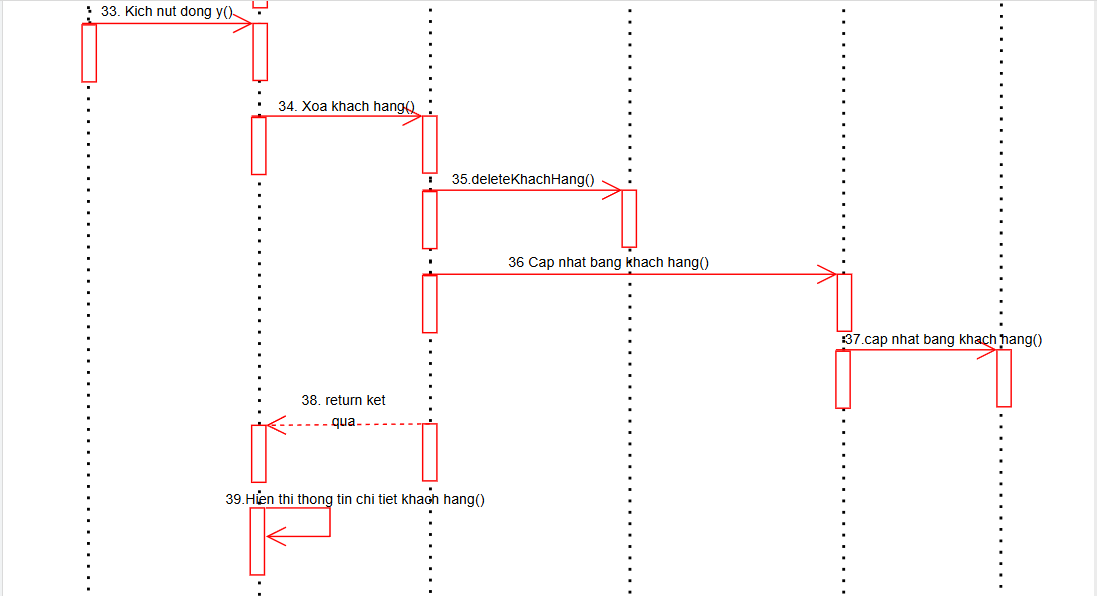 33. Kich nut dong y()
34. Xoa khach hang()
35.deleteKhachHang()
36 Cap nhat bang khach hang()
37.cap nhat bang khach hang()
38. return ket
qua
39.Hien thi thong tin chi tiet khach hang()